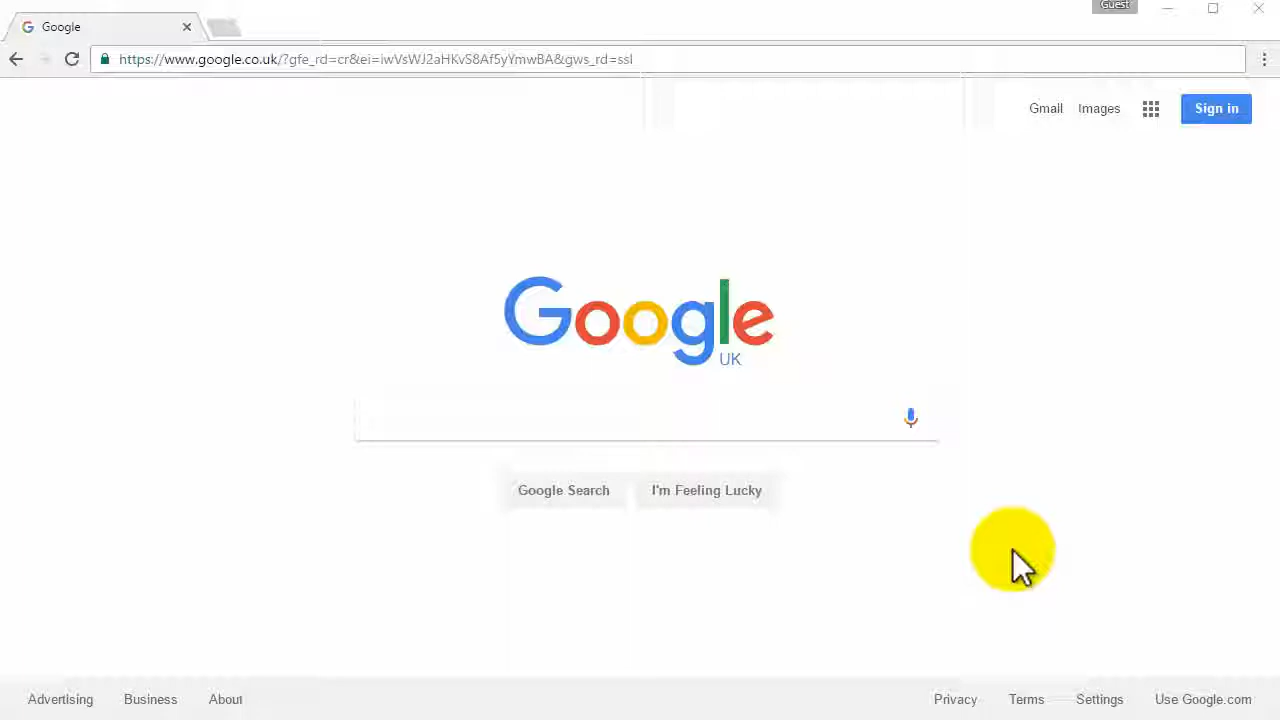 Guest
Google
https://www.google.co.uk/?gfe_rd=cr&ei=iwVsWJ2aHKvS8Af5yYmwBA&gws_rd=ssl
Gmail Images Sign in
Google
UK
Google Search I'm Feeling Lucky
Advertising Business About Privacy Terms Settings Use Google.com